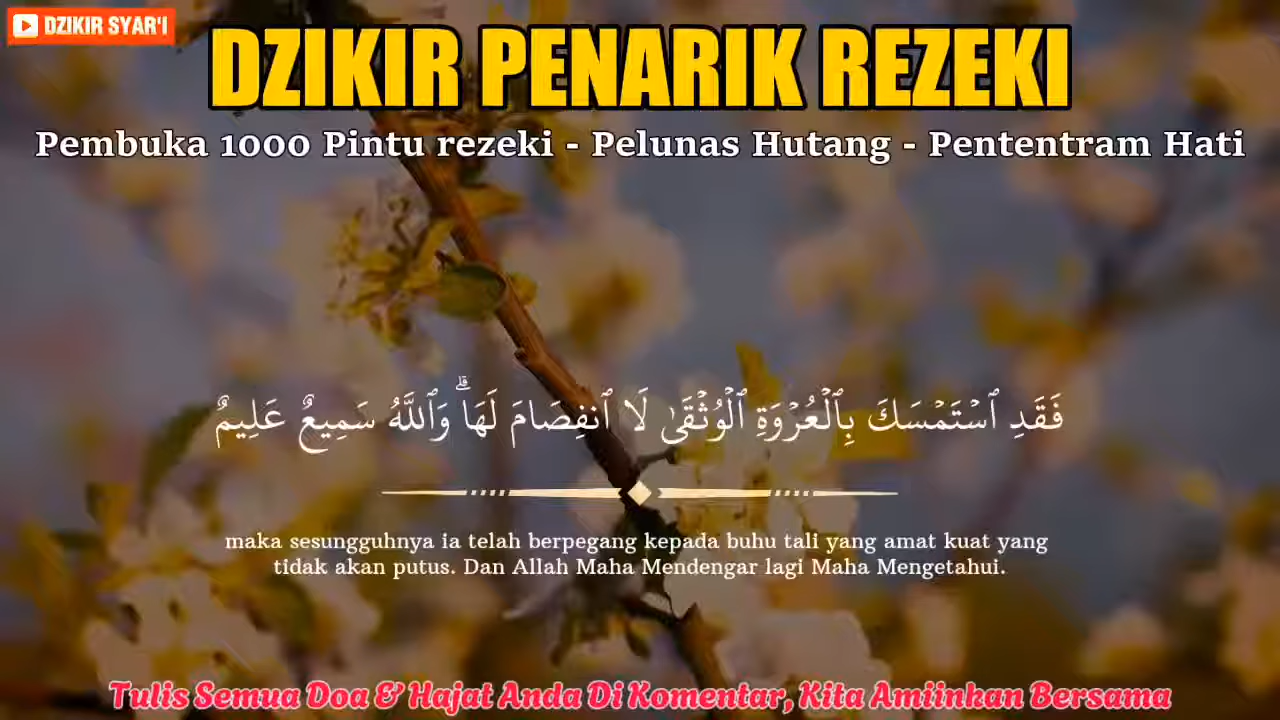 DZIKIR SYAR'I
DZIKIR PENARIK REZEKI
Pembuka 1000 Pintu rezeki - Pelunas Hutang - Pententram Hati
فَقَدِ ٱسْتَمْسَكَ بِٱلْعُرْوَةِ ٱلْوُثْقَىٰ لَا ٱنفِصَامَ لَهَا ۗ وَٱللَّهُ سَمِيعٌ عَلِيمٌ
maka sesungguhnya ia telah berpegang kepada buhu tali yang amat kuat yang
tidak akan putus. Dan Allah Maha Mendengar lagi Maha Mengetahui.
Tulis Semua Doa & Hajat Anda Di Komentar, Kita Amiinkan Bersama